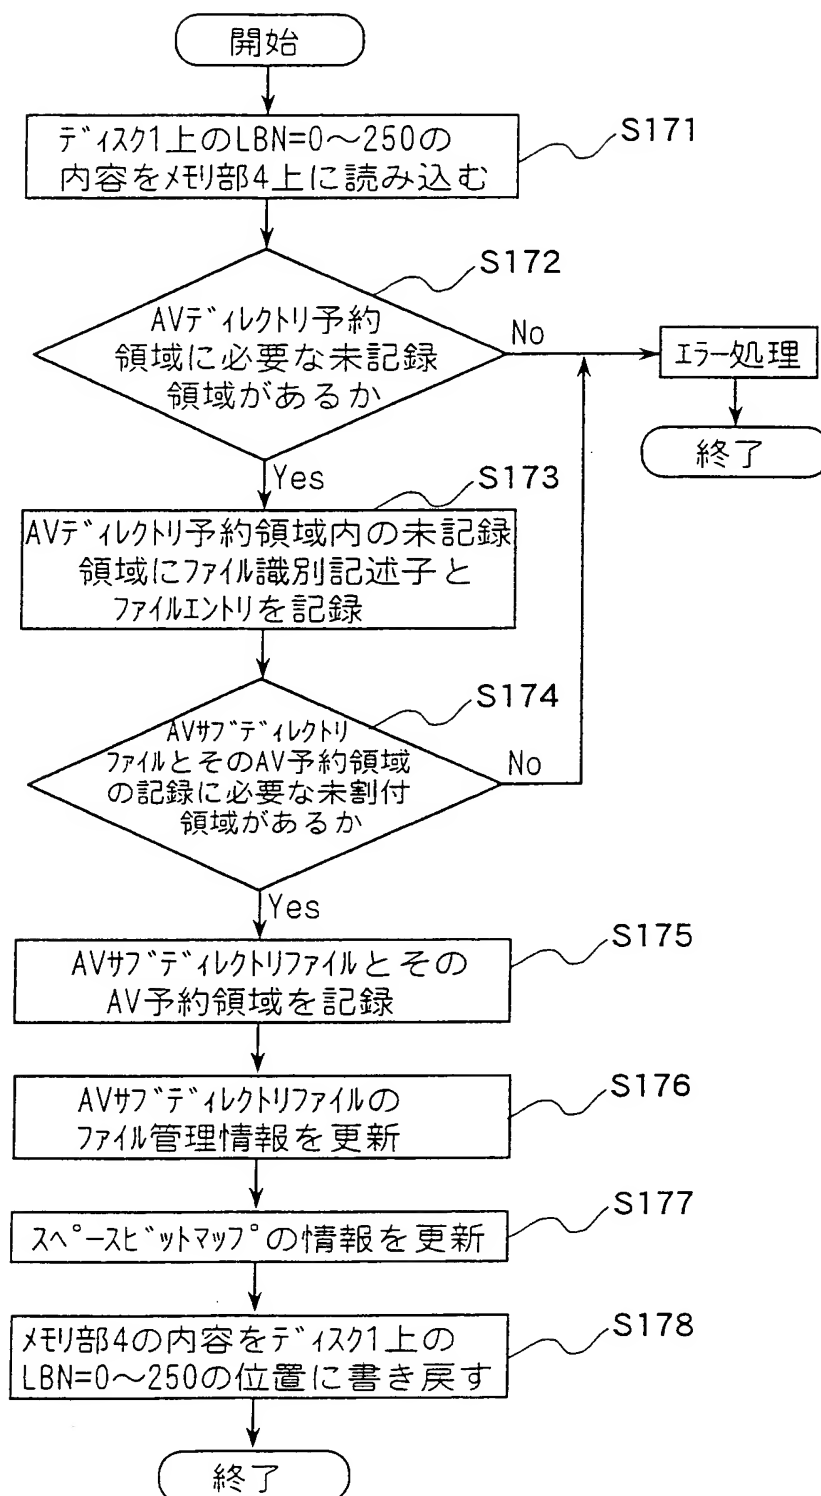 開始
ディスク1上のLBN=0～250の
内容をメモリ部4上に読み込む
S171
S172
AVディレクトリ予約
領域に必要な未記録
領域があるか
No
エラー処理
終了
Yes
S173
AVディレクトリ予約領域内の未記録
領域にファイル識別記述子と
ファイルエントリを記録
S174
AVサブディレクトリ
ファイルとそのAV予約領域
の記録に必要な未割付
領域があるか
No
Yes
S175
AVサブディレクトリファイルとその
AV予約領域を記録
S176
AVサブディレクトリファイルの
ファイル管理情報を更新
S177
スペースビットマップの情報を更新
S178
メモリ部4の内容をディスク1上の
LBN=0～250の位置に書き戻す
終了